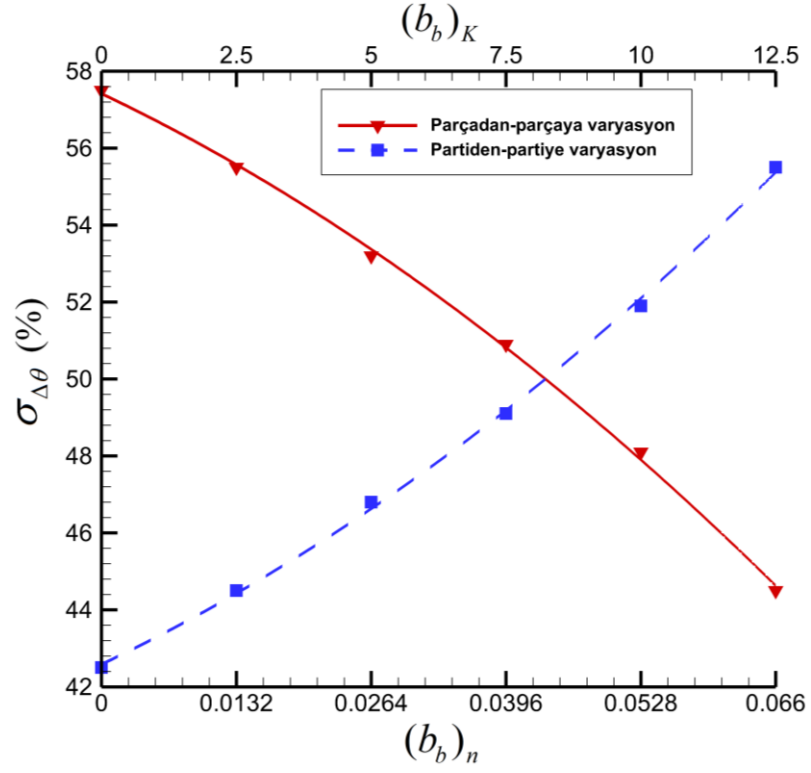 (b_b)_K
0 2.5 5 7.5 10 12.5
Parçadan-parçaya varyasyon
Partiden-partiye varyasyon
58
56
54
52
50
48
46
44
42
σ_Δθ (%)
0 0.0132 0.0264 0.0396 0.0528 0.066
(b_b)_n